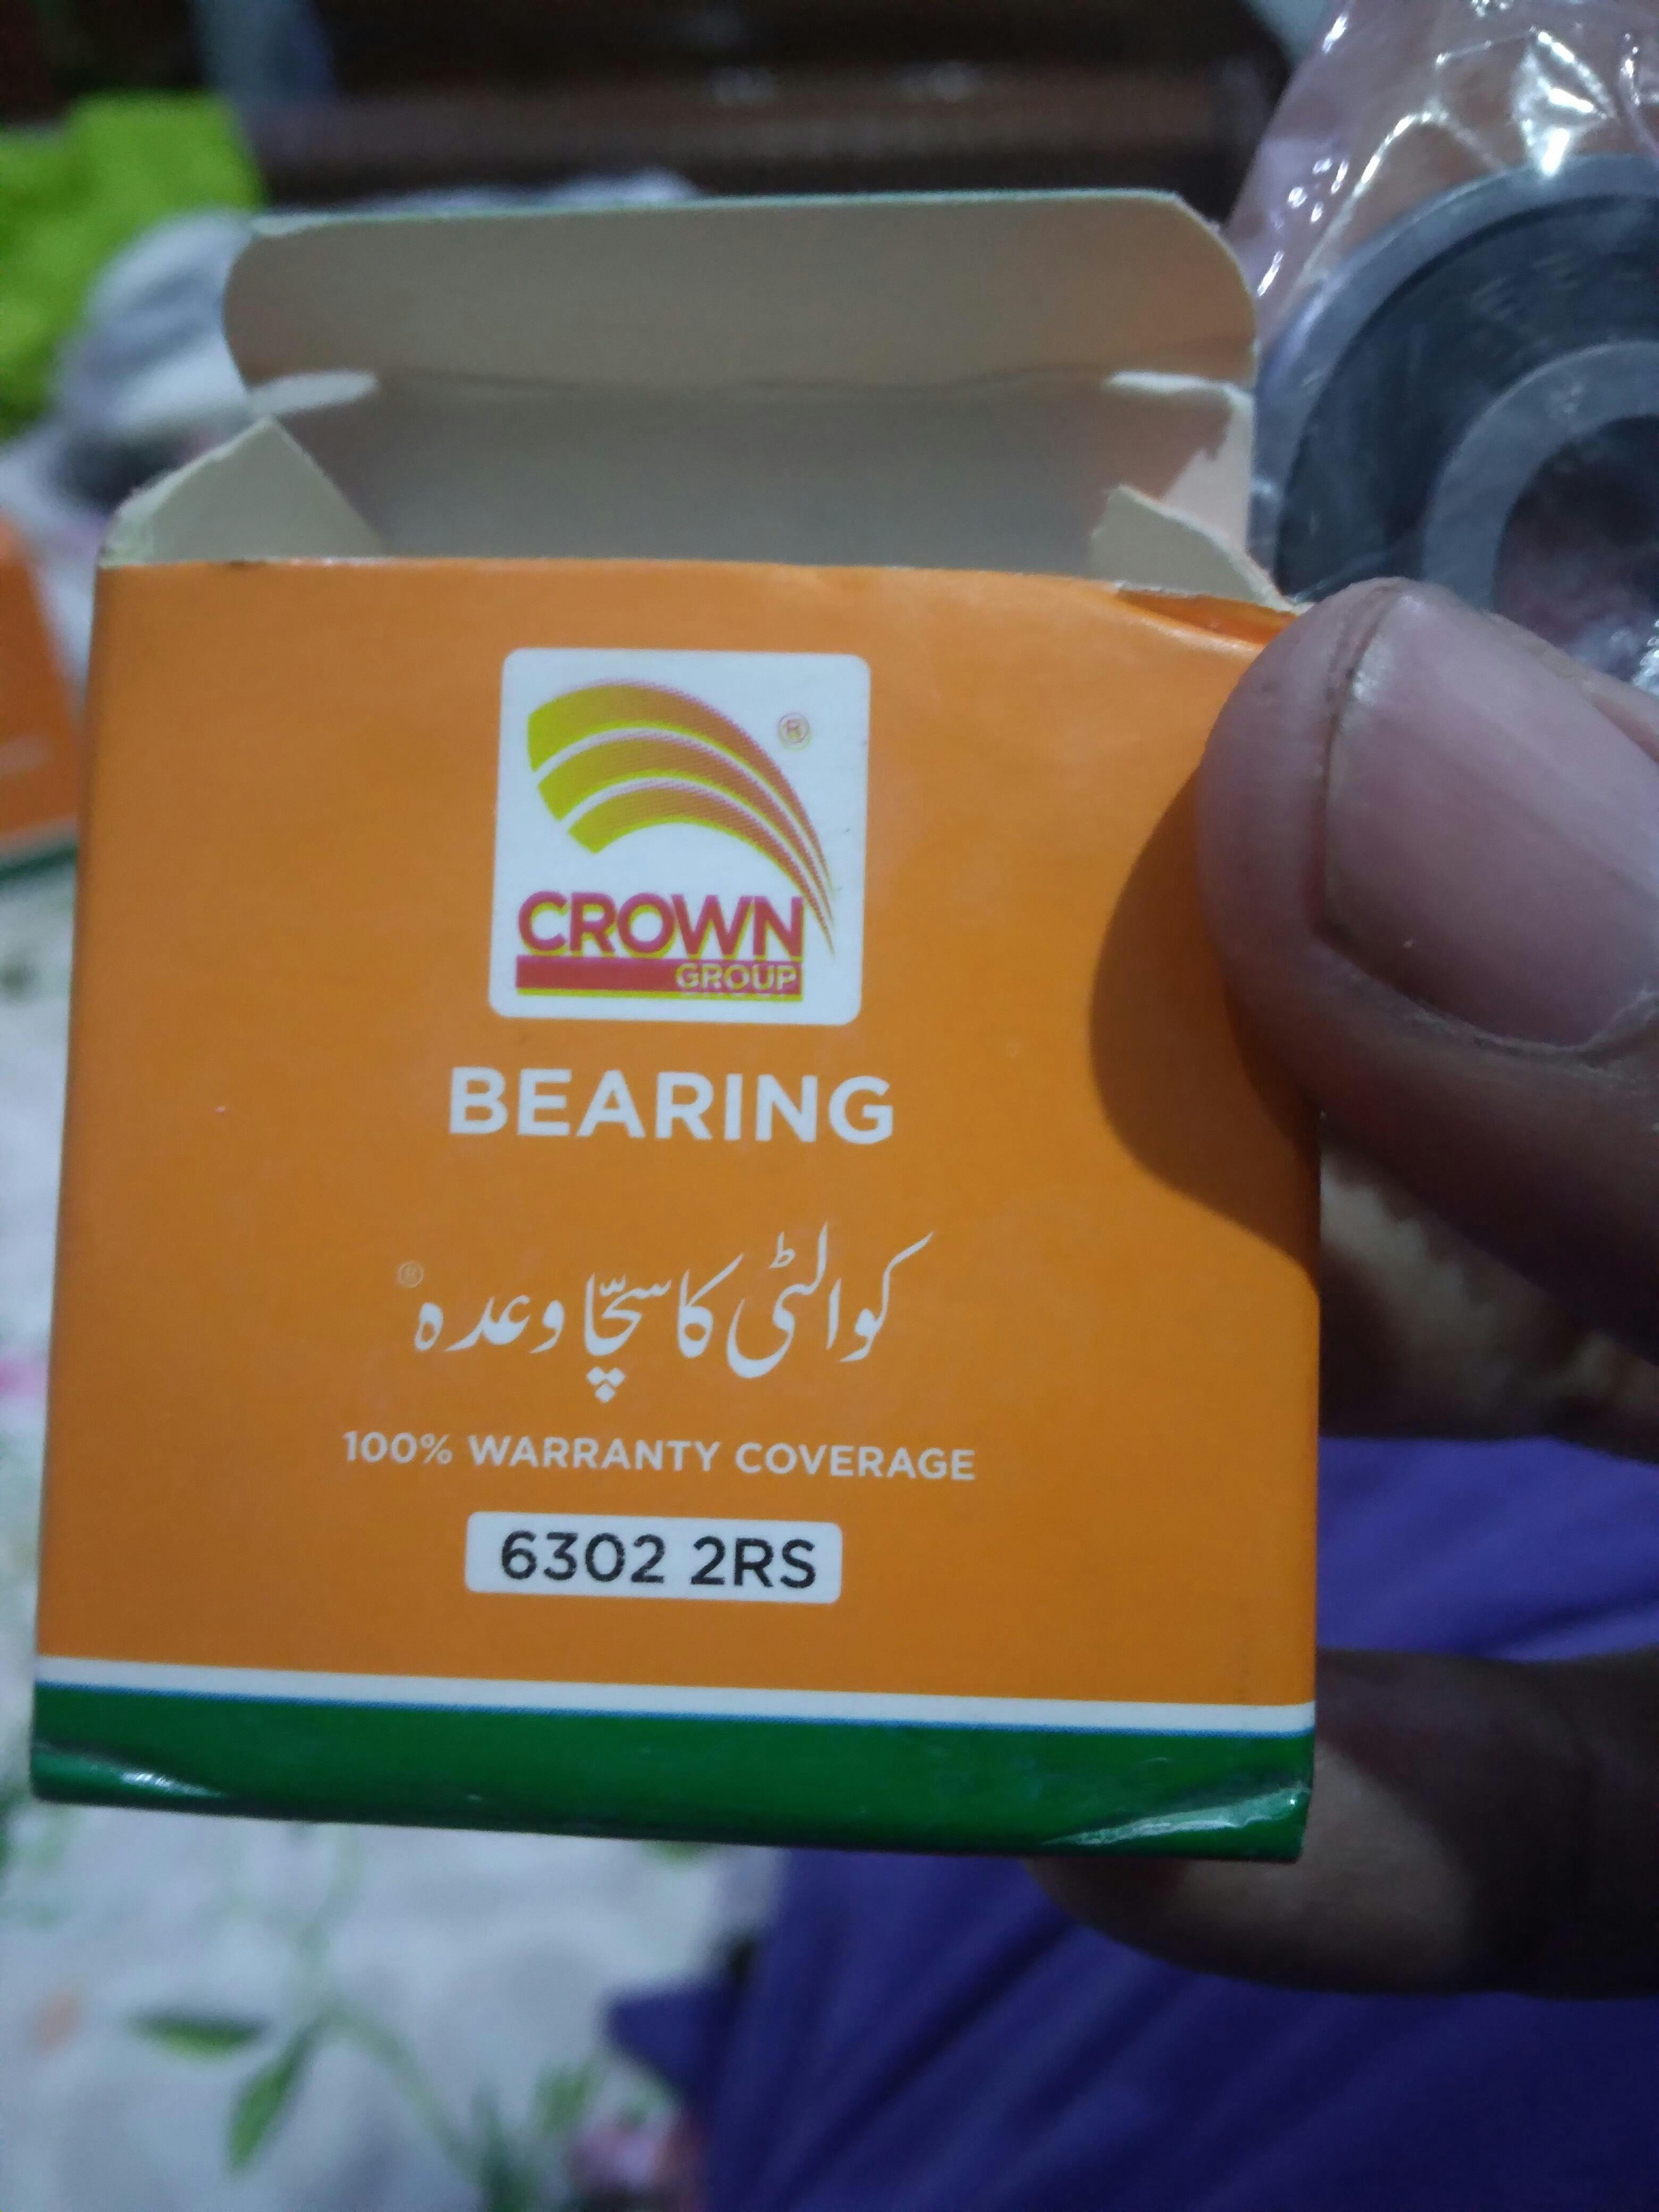 ®
CROWN
GROUP
BEARING
کوالٹی کا سچّا وعدہ ®
100% WARRANTY COVERAGE
6302 2RS